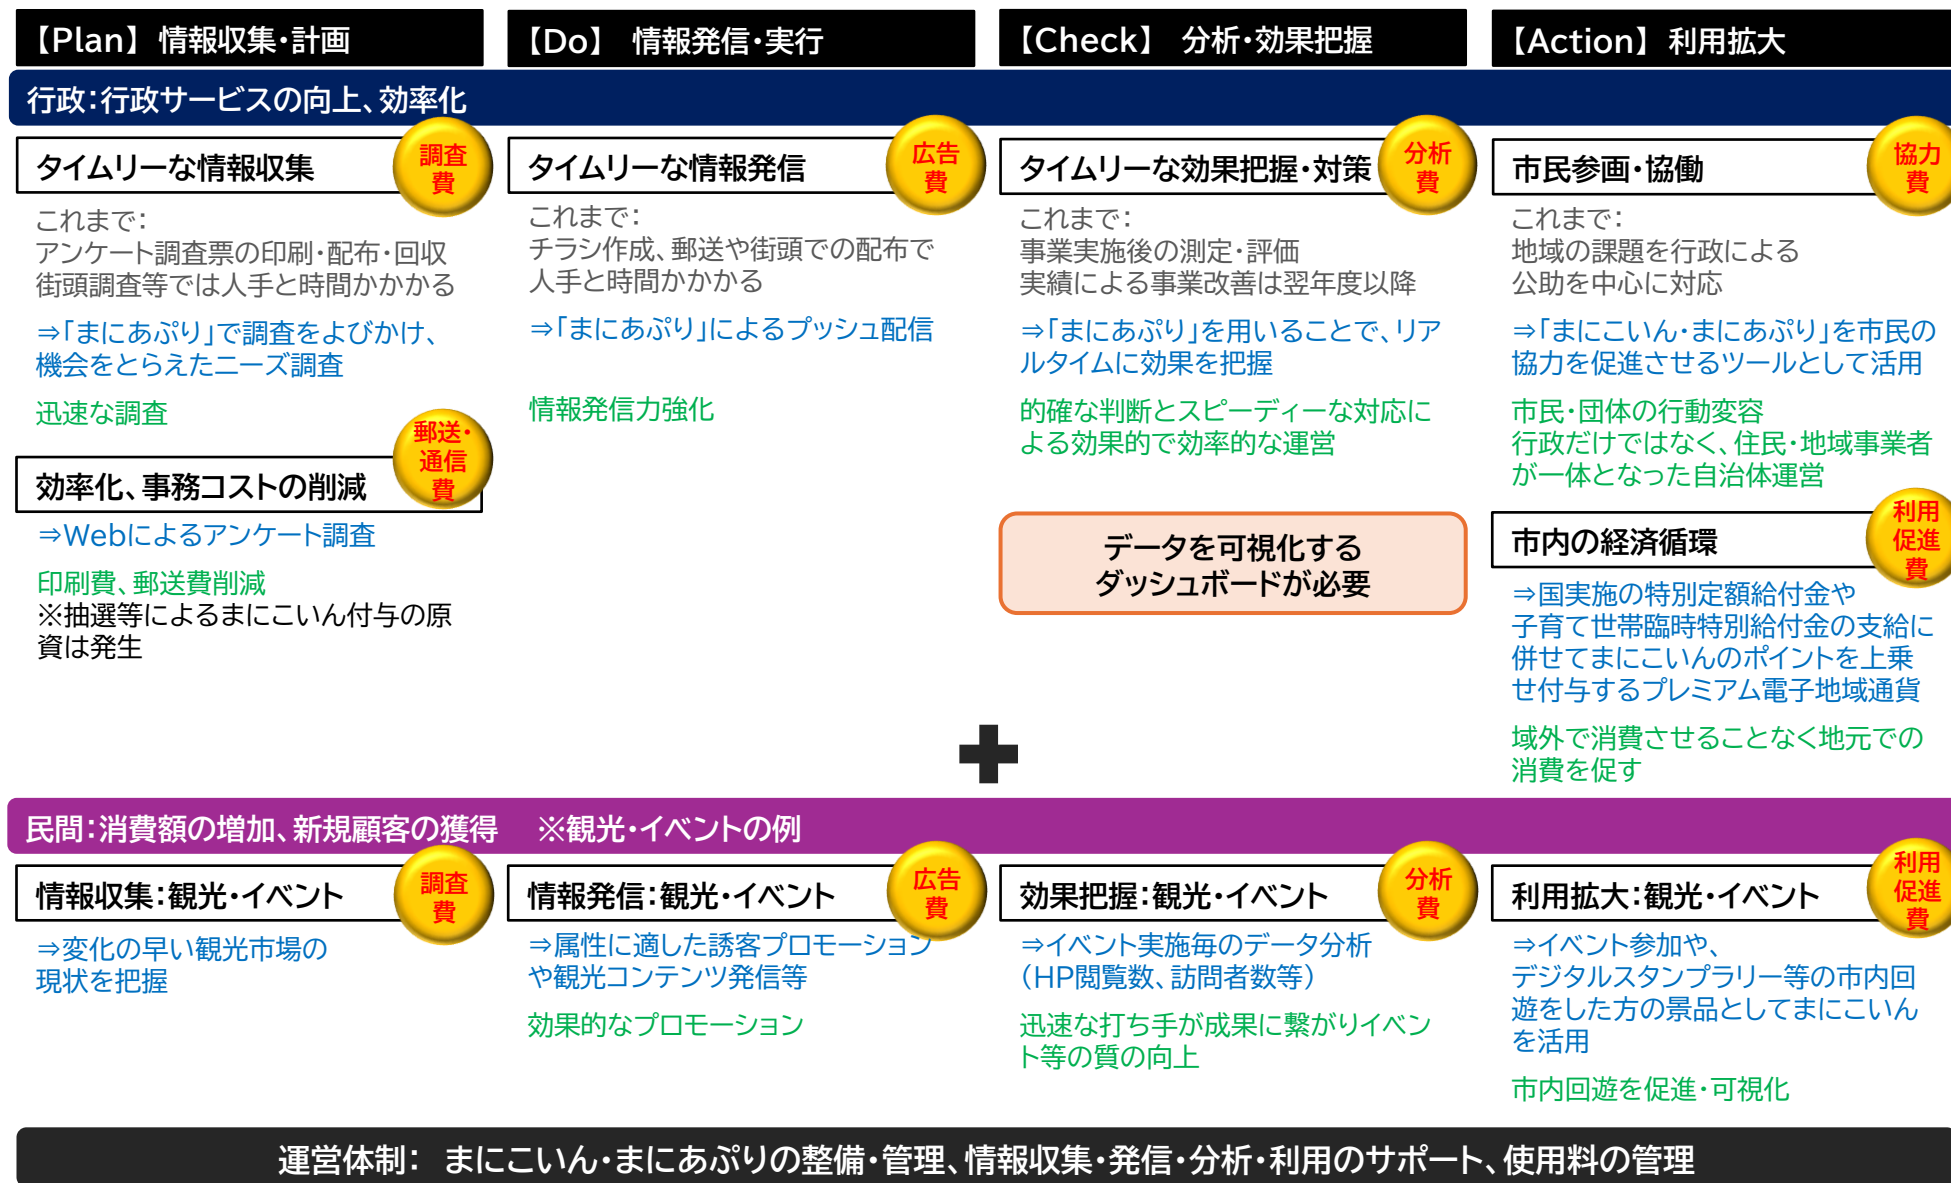 【Plan】 情報収集・計画
【Do】 情報発信・実行
【Check】 分析・効果把握
【Action】 利用拡大
行政：行政サービスの向上、効率化
タイムリーな情報収集
調査
費
これまで：
アンケート調査票の印刷・配布・回収
街頭調査等では人手と時間かかかる
⇒「まにあぷり」で調査をよびかけ、
機会をとらえたニーズ調査
迅速な調査
郵送・
通信
費
効率化、事務コストの削減
⇒Webによるアンケート調査
印刷費、郵送費削減
※抽選等によるまにこいん付与の原
資は発生
タイムリーな情報発信
広告
費
これまで：
チラシ作成、郵送や街頭での配布で
人手と時間かかかる
⇒「まにあぷり」によるプッシュ配信
情報発信力強化
タイムリーな効果把握・対策
分析
費
これまで：
事業実施後の測定・評価
実績による事業改善は翌年度以降
⇒「まにあぷり」を用いることで、リア
ルタイムに効果を把握
的確な判断とスピーディーな対応に
よる効果的で効率的な運営
データを可視化する
ダッシュボードが必要
市民参画・協働
協力
費
これまで：
地域の課題を行政による
公助を中心に対応
⇒「まにこいん・まにあぷり」を市民の
協力を促進させるツールとして活用
市民・団体の行動変容
行政だけではなく、住民・地域事業者
が一体となった自治体運営
利用
促進
費
市内の経済循環
⇒国実施の特別定額給付金や
子育て世帯臨時特別給付金の支給に
併せてまにこいんのポイントを上乗
せ付与するプレミアム電子地域通貨
域外で消費させることなく地元での
消費を促す
民間：消費額の増加、新規顧客の獲得　※観光・イベントの例
情報収集：観光・イベント
調査
費
⇒変化の早い観光市場の
現状を把握
情報発信：観光・イベント
広告
費
⇒属性に適した誘客プロモーション
や観光コンテンツ発信等
効果的なプロモーション
効果把握：観光・イベント
分析
費
⇒イベント実施毎のデータ分析
（HP閲覧数、訪問者数等）
迅速な打ち手が成果に繋がりイベン
ト等の質の向上
利用拡大：観光・イベント
利用
促進
費
⇒イベント参加や、
デジタルスタンプラリー等の市内回
遊をした方の景品としてまにこいん
を活用
市内回遊を促進・可視化
運営体制：　まにこいん・まにあぷりの整備・管理、情報収集・発信・分析・利用のサポート、使用料の管理